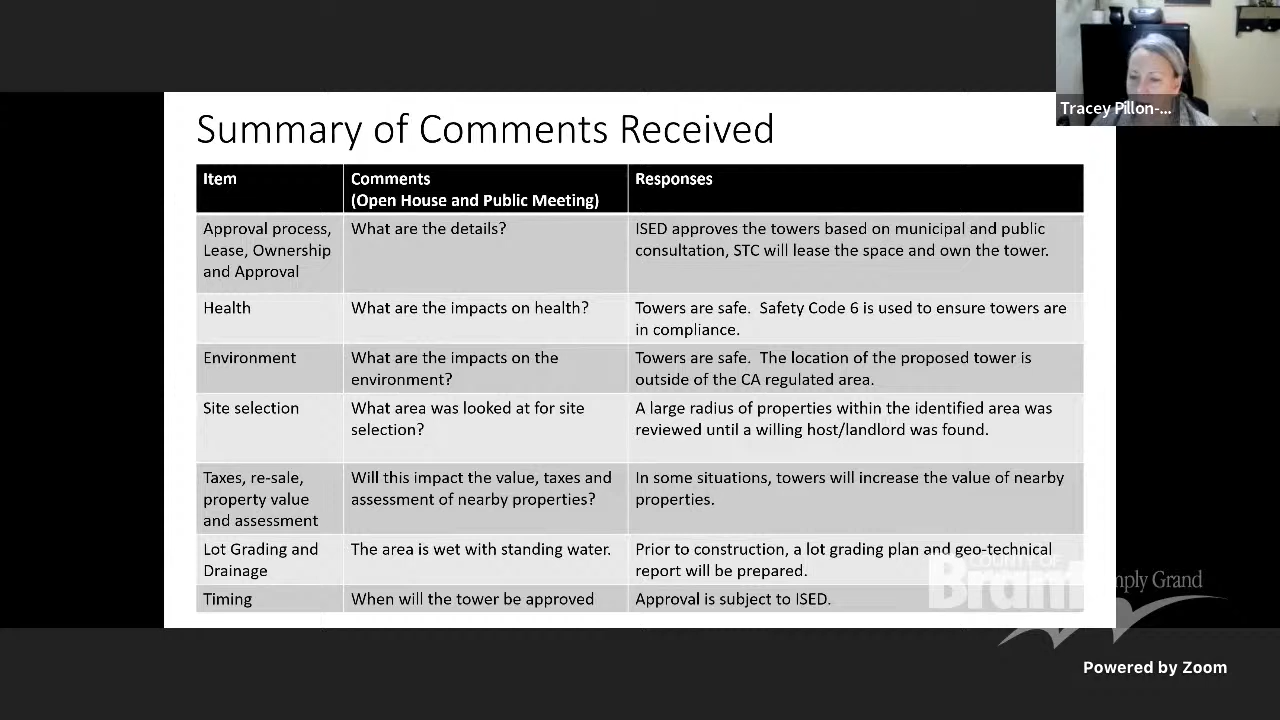 Tracey Pillon-...
Summary of Comments Received
Item
Comments
(Open House and Public Meeting)
Responses
Approval process,
Lease, Ownership
and Approval
What are the details?
ISED approves the towers based on municipal and public
consultation, STC will lease the space and own the tower.
Health
What are the impacts on health?
Towers are safe.  Safety Code 6 is used to ensure towers are
in compliance.
Environment
What are the impacts on the
environment?
Towers are safe.  The location of the proposed tower is
outside of the CA regulated area.
Site selection
What area was looked at for site
selection?
A large radius of properties within the identified area was
reviewed until a willing host/landlord was found.
Taxes, re-sale,
property value
and assessment
Will this impact the value, taxes and
assessment of nearby properties?
In some situations, towers will increase the value of nearby
properties.
Lot Grading and
Drainage
The area is wet with standing water.
Prior to construction, a lot grading plan and geo-technical
report will be prepared.
Timing
When will the tower be approved
Approval is subject to ISED.
COUNTY OF
Brant
Simply Grand
Powered by Zoom